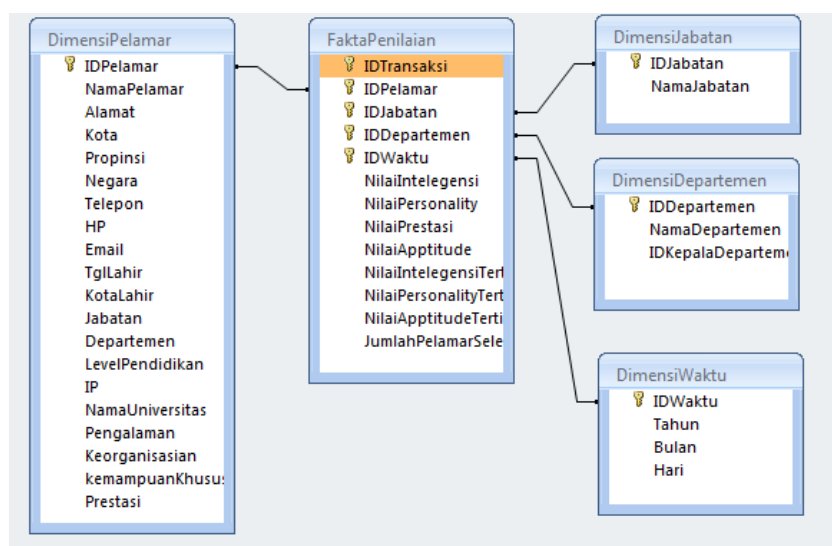 DimensiPelamar
IDPelamar
NamaPelamar
Alamat
Kota
Propinsi
Negara
Telepon
HP
Email
TglLahir
KotaLahir
Jabatan
Departemen
LevelPendidikan
IP
NamaUniversitas
Pengalaman
Keorganisasian
kemampuanKhusus
Prestasi
FaktaPenilaian
IDTransaksi
IDPelamar
IDJabatan
IDDepartemen
IDWaktu
NilaiIntelegensi
NilaiPersonality
NilaiPrestasi
NilaiApptitude
NilaiIntelegensiTert
NilaiPersonalityTert
NilaiApptitudeTerti
JumlahPelamarSele
DimensiJabatan
IDJabatan
NamaJabatan
DimensiDepartemen
IDDepartemen
NamaDepartemen
IDKepalaDepartem
DimensiWaktu
IDWaktu
Tahun
Bulan
Hari